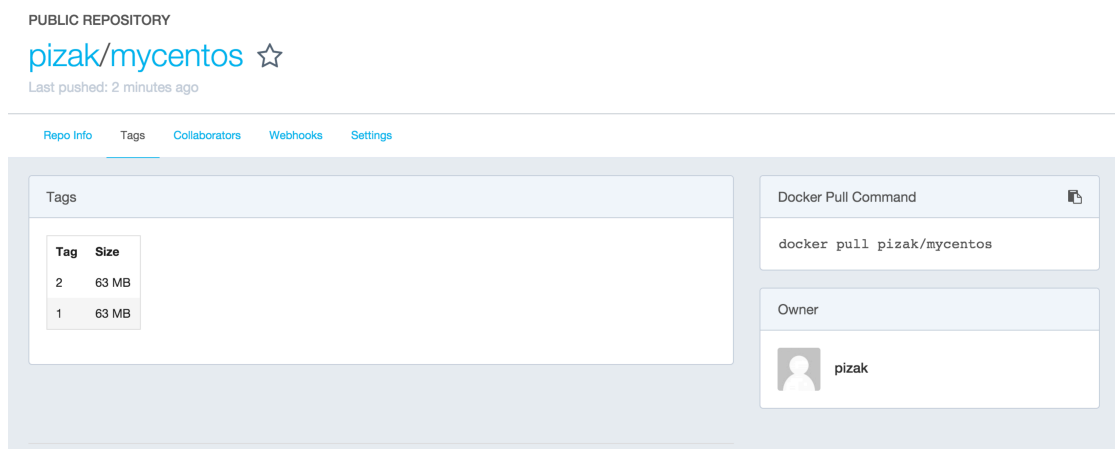 PUBLIC REPOSITORY
pizak/mycentos
Last pushed: 2 minutes ago
Repo Info Tags Collaborators Webhooks Settings
Tags
Tag Size
2 63 MB
1 63 MB
Docker Pull Command
docker pull pizak/mycentos
Owner
pizak